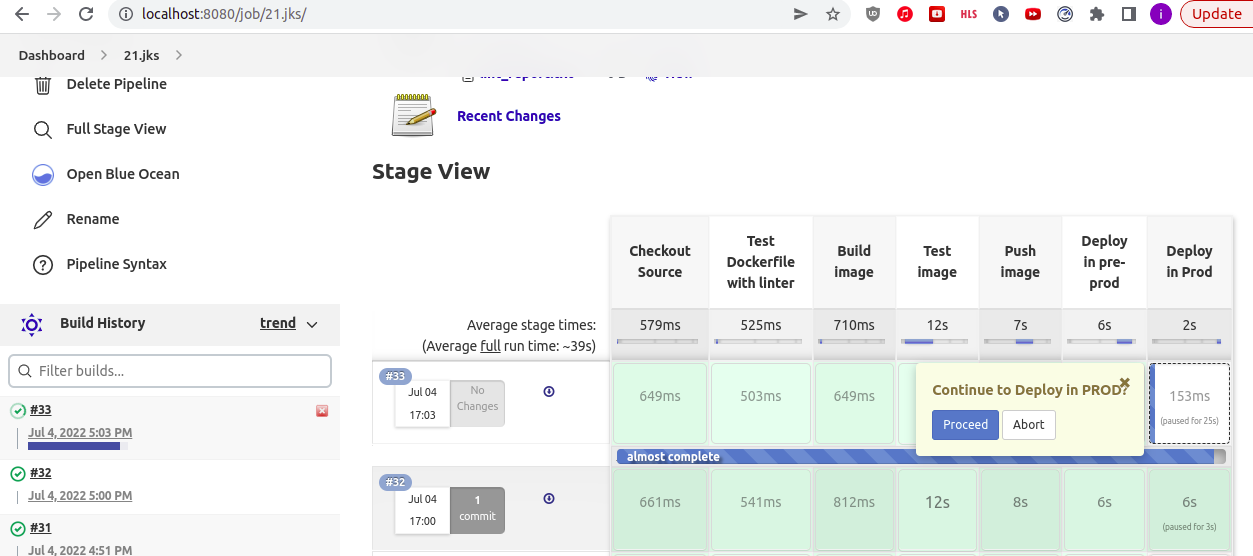 localhost:8080/job/21.jks/
HLS
i
Update
Dashboard
21.jks
Delete Pipeline
Full Stage View
Open Blue Ocean
Rename
Pipeline Syntax
Build History
trend
Filter builds...
#33
Jul 4, 2022 5:03 PM
#32
Jul 4, 2022 5:00 PM
#31
Jul 4, 2022 4:51 PM
Recent Changes
Stage View
Checkout
Source
Test
Dockerfile
with linter
Build
image
Test
image
Push
image
Deploy
in pre-
prod
Deploy
in Prod
Average stage times:
(Average full run time: ~39s)
579ms
525ms
710ms
12s
7s
6s
2s
#33
Jul 04
17:03
No
Changes
649ms
503ms
649ms
Continue to Deploy in PROD?
Proceed
Abort
153ms
(paused for 25s)
almost complete
#32
Jul 04
17:00
1
commit
661ms
541ms
812ms
12s
8s
6s
6s
(paused for 3s)